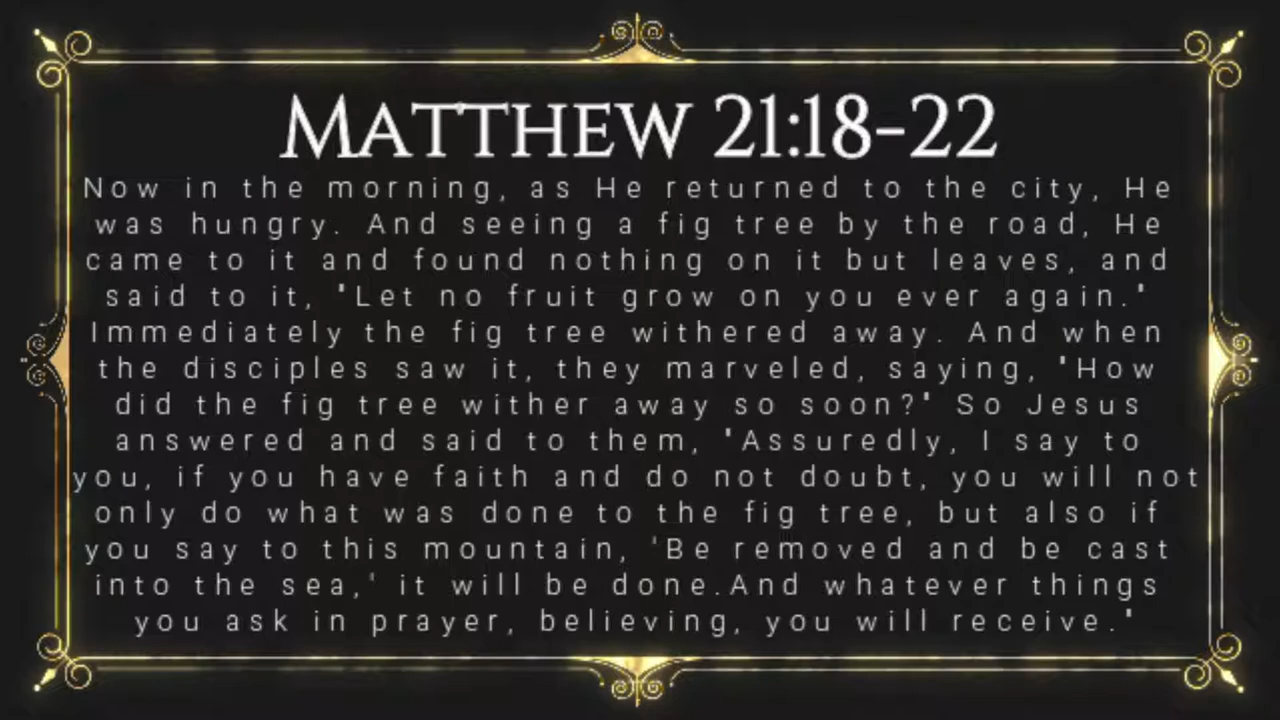 MATTHEW 21:18-22
Now in the morning, as He returned to the city, He
was hungry. And seeing a fig tree by the road, He
came to it and found nothing on it but leaves, and
said to it, "Let no fruit grow on you ever again."
Immediately the fig tree withered away. And when
the disciples saw it, they marveled, saying, "How
did the fig tree wither away so soon?" So Jesus
answered and said to them, "Assuredly, I say to
you, if you have faith and do not doubt, you will not
only do what was done to the fig tree, but also if
you say to this mountain, 'Be removed and be cast
into the sea,' it will be done.And whatever things
you ask in prayer, believing, you will receive."